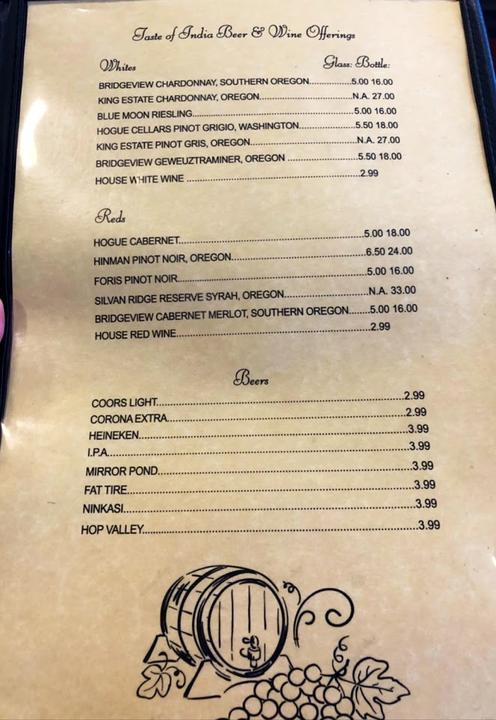 Taste of India Beer & Wine Offerings
Whites Glass: Bottle:
BRIDGEVIEW CHARDONNAY, SOUTHERN OREGON..............5.00 16.00
KING ESTATE CHARDONNAY, OREGON..............................N.A. 27.00
BLUE MOON RIESLING....................................................5.00 16.00
HOGUE CELLARS PINOT GRIGIO, WASHINGTON..................5.50 18.00
KING ESTATE PINOT GRIS, OREGON..................................N.A. 27.00
BRIDGEVIEW GEWEUZTRAMINER, OREGON ......................5.50 18.00
HOUSE WHITE WINE ......................................................2.99
Reds
HOGUE CABERNET..........................................................5.00 18.00
HINMAN PINOT NOIR, OREGON..........................................6.50 24.00
FORIS PINOT NOIR..........................................................5.00 16.00
SILVAN RIDGE RESERVE SYRAH, OREGON..........................N.A. 33.00
BRIDGEVIEW CABERNET MERLOT, SOUTHERN OREGON.......5.00 16.00
HOUSE RED WINE............................................................2.99
Beers
COORS LIGHT..................................................................2.99
CORONA EXTRA................................................................2.99
HEINEKEN......................................................................3.99
I.P.A..............................................................................3.99
MIRROR POND..................................................................3.99
FAT TIRE........................................................................3.99
NINKASI..........................................................................3.99
HOP VALLEY....................................................................3.99